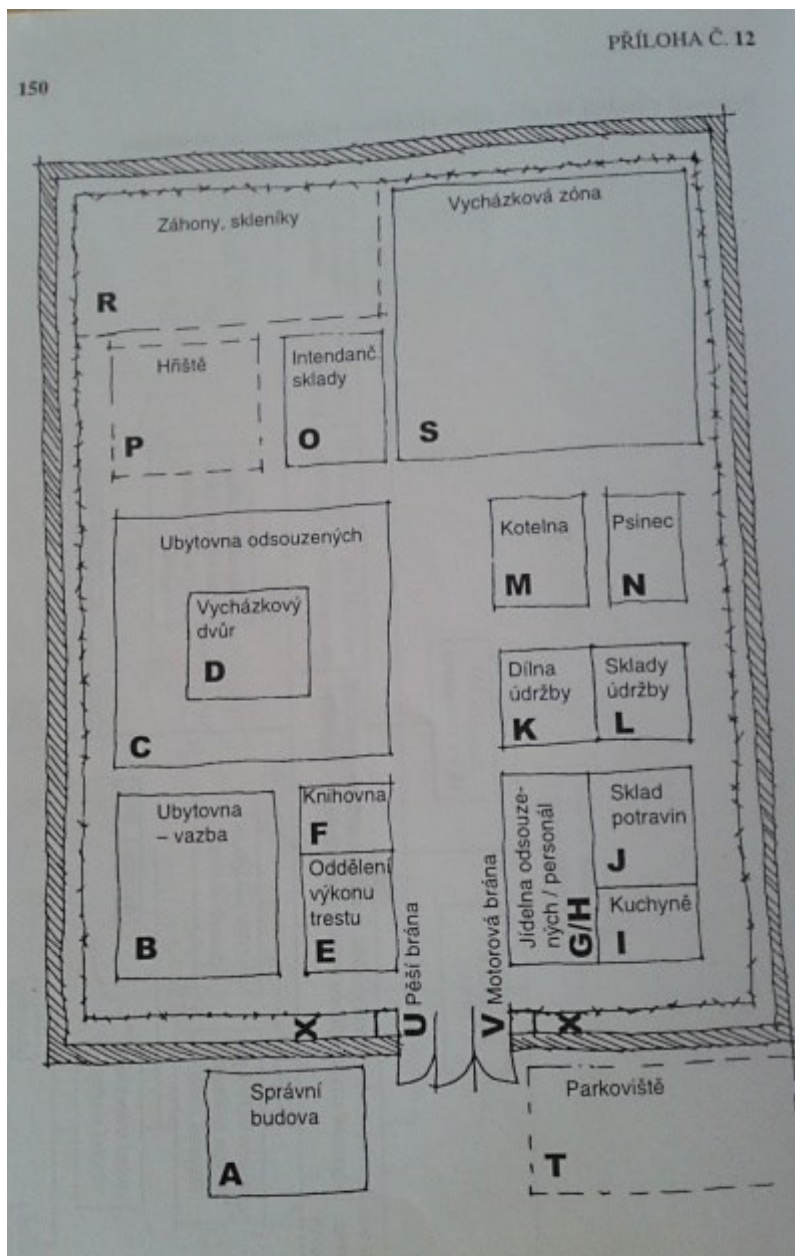 PŘÍLOHA Č. 12
150
Záhony, skleníky
R
Vycházková zóna
S
Hřiště
P
Intendanč.
sklady
O
Ubytovna odsouzených
Vycházkový
dvůr
D
C
Kotelna
M
Psinec
N
Dílna
údržby
K
Sklady
údržby
L
Ubytovna
– vazba
B
Knihovna
F
Oddělení
výkonu
trestu
E
Jídelna odsouze-
ných / personál
G/H
Sklad
potravin
J
Kuchyně
I
X
U Pěší brána
V Motorová brána
X
Správní
budova
A
Parkoviště
T